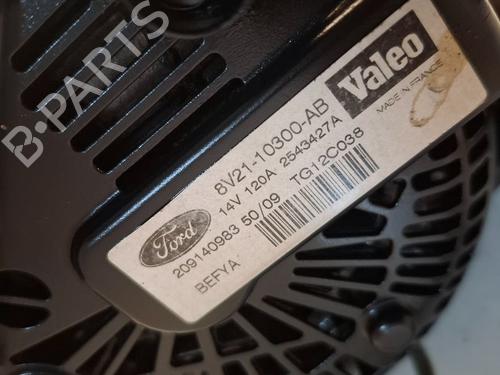 B-PARTS
Valeo
MADE IN FRANCE
8V21-10300-AB
14V 120A 2543427A
Ford
209140983 50/09 TG12C038
BEFYA